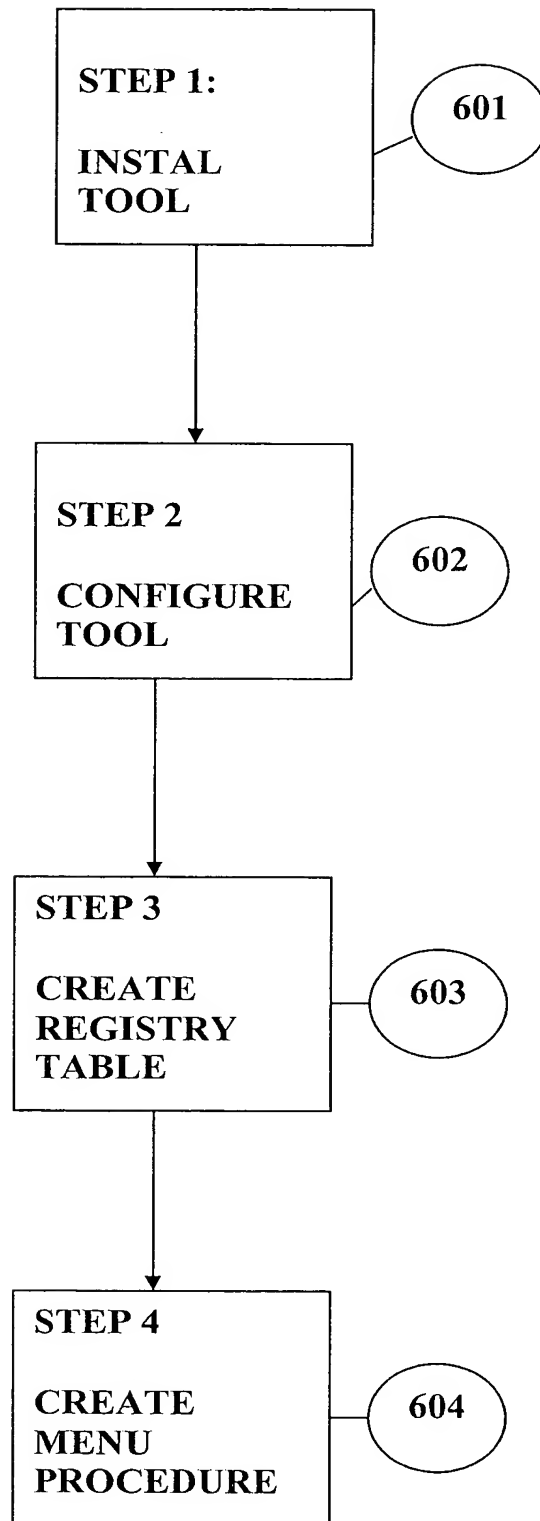 STEP 1:
601
INSTAL
TOOL
STEP 2
602
CONFIGURE
TOOL
STEP 3
603
CREATE
REGISTRY
TABLE
STEP 4
604
CREATE
MENU
PROCEDURE